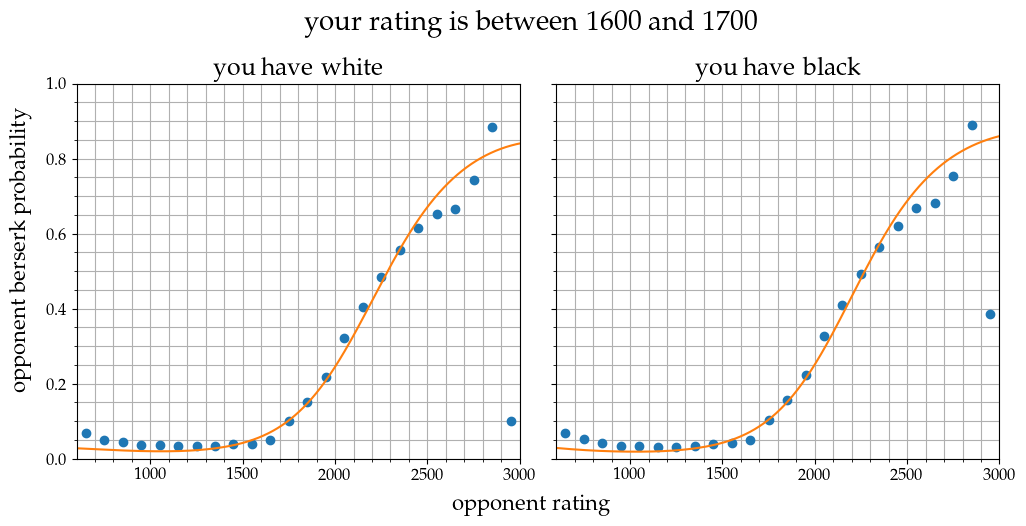 your rating is between 1600 and 1700
you have white
you have black
opponent berserk probability
1.0
0.8
0.6
0.4
0.2
0.0
1000 1500 2000 2500 3000
1000 1500 2000 2500 3000
opponent rating